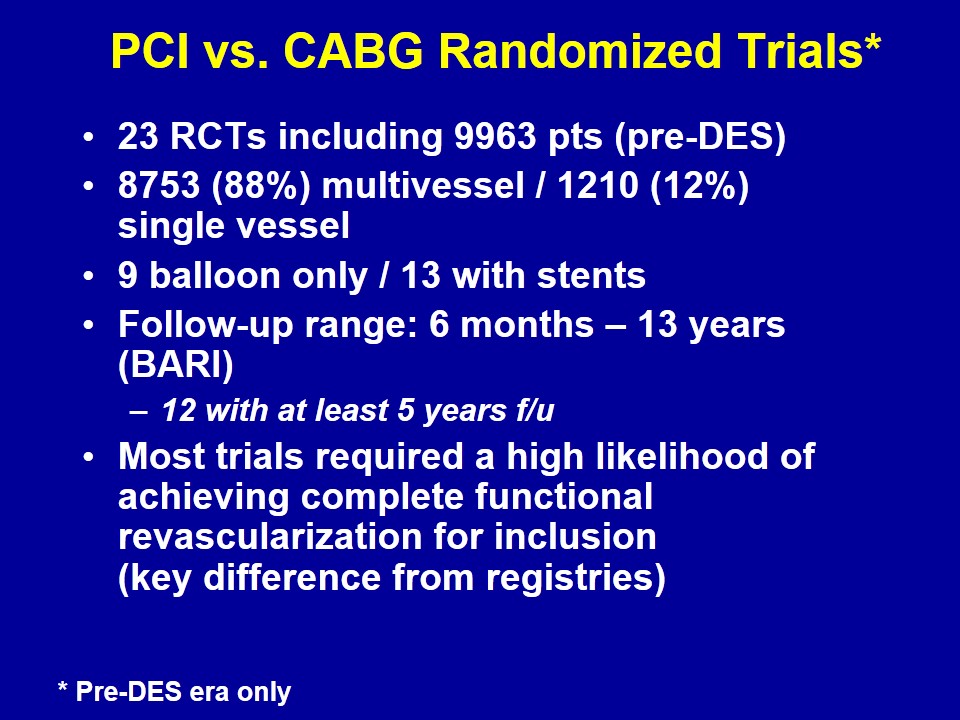 PCI vs. CABG Randomized Trials*
• 23 RCTs including 9963 pts (pre-DES)
• 8753 (88%) multivessel / 1210 (12%)
single vessel
• 9 balloon only / 13 with stents
• Follow-up range: 6 months – 13 years
(BARI)
– 12 with at least 5 years f/u
• Most trials required a high likelihood of
achieving complete functional
revascularization for inclusion
(key difference from registries)
* Pre-DES era only